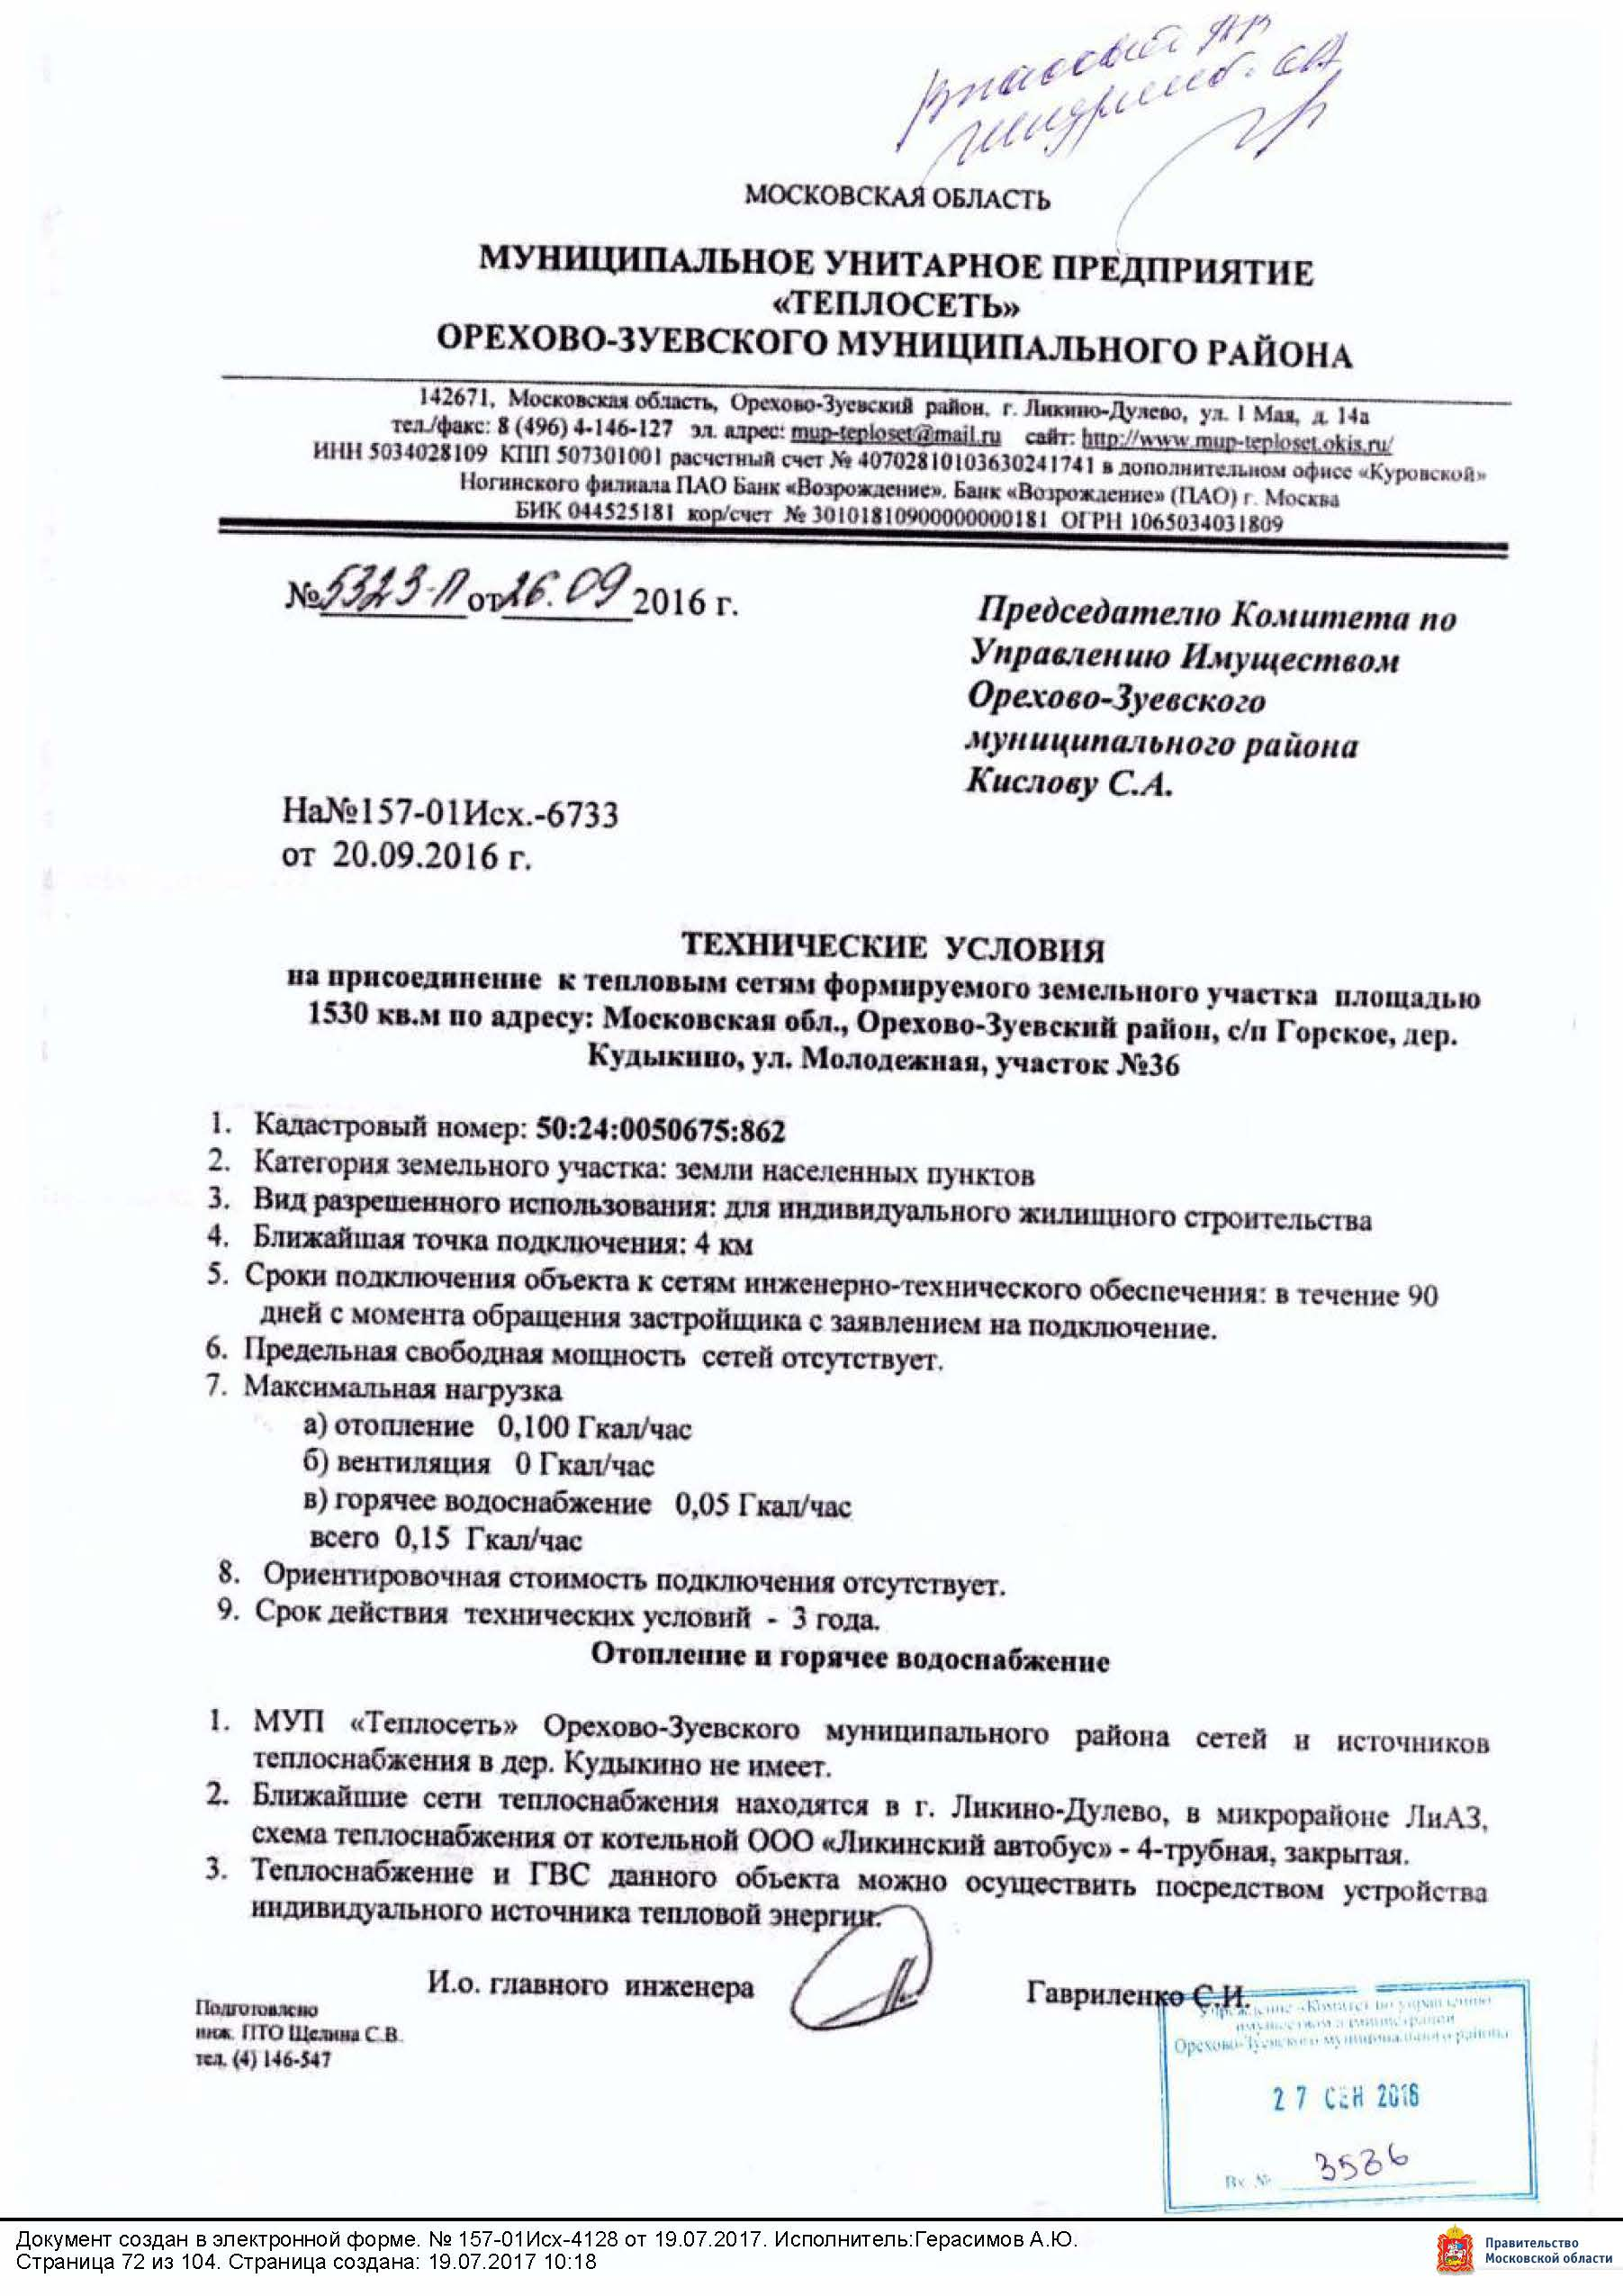 МОСКОВСКАЯ ОБЛАСТЬ
МУНИЦИПАЛЬНОЕ УНИТАРНОЕ ПРЕДПРИЯТИЕ
«ТЕПЛОСЕТЬ»
ОРЕХОВО-ЗУЕВСКОГО МУНИЦИПАЛЬНОГО РАЙОНА
142671, Московская область, Орехово-Зуевский район, г. Ликино-Дулево, ул. 1 Мая, д. 14а
тел./факс: 8 (496) 4-146-127 эл. адрес: mup-teploset@mail.ru сайт: http://www.mup-teploset.okis.ru/
ИНН 5034028109 КПП 507301001 расчетный счет № 40702810103630241741 в дополнительном офисе «Куровской»
Ногинского филиала ПАО Банк «Возрождение». Банк «Возрождение» (ПАО) г. Москва
БИК 044525181 кор/счет № 30101810900000000181 ОГРН 1065034031809
№ 5323-П от 26.09 2016 г.
Председателю Комитета по
Управлению Имуществом
Орехово-Зуевского
муниципального района
Кислову С.А.
На№157-01Исх.-6733
от 20.09.2016 г.
ТЕХНИЧЕСКИЕ УСЛОВИЯ
на присоединение к тепловым сетям формируемого земельного участка площадью
1530 кв.м по адресу: Московская обл., Орехово-Зуевский район, с/п Горское, дер.
Кудыкино, ул. Молодежная, участок №36
1. Кадастровый номер: 50:24:0050675:862
2. Категория земельного участка: земли населенных пунктов
3. Вид разрешенного использования: для индивидуального жилищного строительства
4. Ближайшая точка подключения: 4 км
5. Сроки подключения объекта к сетям инженерно-технического обеспечения: в течение 90
дней с момента обращения застройщика с заявлением на подключение.
6. Предельная свободная мощность сетей отсутствует.
7. Максимальная нагрузка
а) отопление 0,100 Гкал/час
б) вентиляция 0 Гкал/час
в) горячее водоснабжение 0,05 Гкал/час
всего 0,15 Гкал/час
8. Ориентировочная стоимость подключения отсутствует.
9. Срок действия технических условий - 3 года.
Отопление и горячее водоснабжение
1. МУП «Теплосеть» Орехово-Зуевского муниципального района сетей и источников
теплоснабжения в дер. Кудыкино не имеет.
2. Ближайшие сети теплоснабжения находятся в г. Ликино-Дулево, в микрорайоне ЛиАЗ,
схема теплоснабжения от котельной ООО «Ликинский автобус» - 4-трубная, закрытая.
3. Теплоснабжение и ГВС данного объекта можно осуществить посредством устройства
индивидуального источника тепловой энергии.
И.о. главного инженера Гавриленко С.И.
Подготовлено
инж. ПТО Щелина С.В.
тел. (4) 146-547
Учреждение «Комитет по управлению
имуществом администрации
Орехово-Зуевского муниципального района
27 СЕН 2016
Вх. № 3536
Документ создан в электронной форме. № 157-01Исх-4128 от 19.07.2017. Исполнитель:Герасимов А.Ю.
Страница 72 из 104. Страница создана: 19.07.2017 10:18
Правительство
Московской области